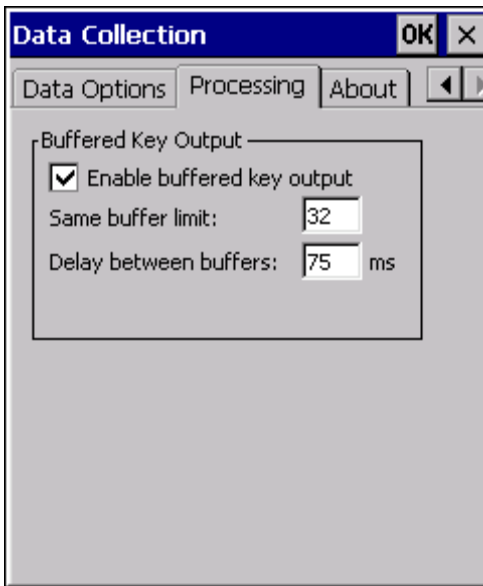 Data Collection OK ×
Data Options Processing About
Buffered Key Output
Enable buffered key output
Same buffer limit: 32
Delay between buffers: 75 ms